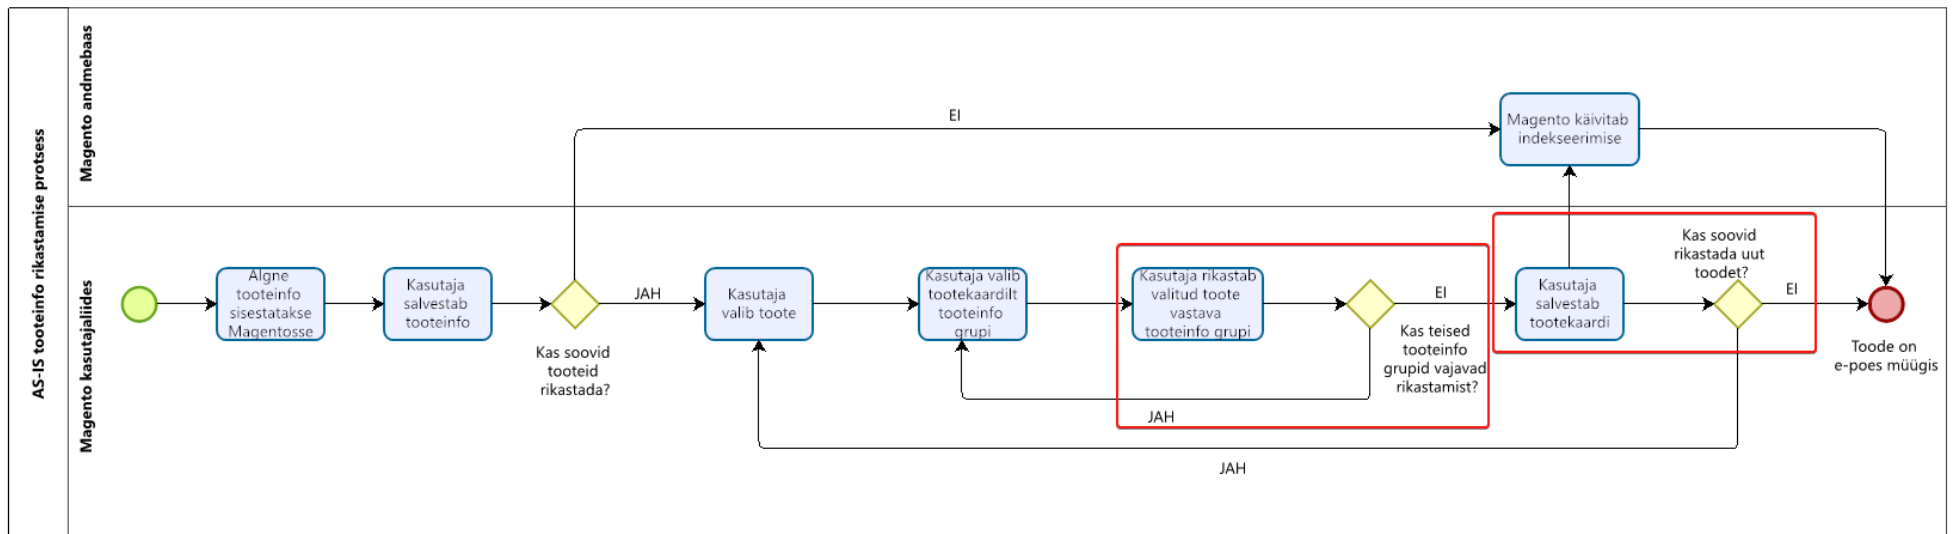 AS-IS tooteinfo rikastamise protsess
Magento andmebaas
EI
Magento käivitab
indekseerimise
Magento kasutajaliides
Algne
tooteinfo
sisestatakse
Magentosse
Kasutaja
salvestab
tooteinfo
Kas soovid
tooteid
rikastada?
JAH
Kasutaja
valib toote
Kasutaja valib
tootekaardilt
tooteinfo
grupi
Kasutaja rikastab
valitud toote
vastava
tooteinfo grupi
EI
Kas teised
tooteinfo
grupid vajavad
rikastamist?
JAH
Kasutaja
salvestab
tootekaardi
Kas soovid
rikastada uut
toodet?
EI
JAH
Toode on
e-poes müügis